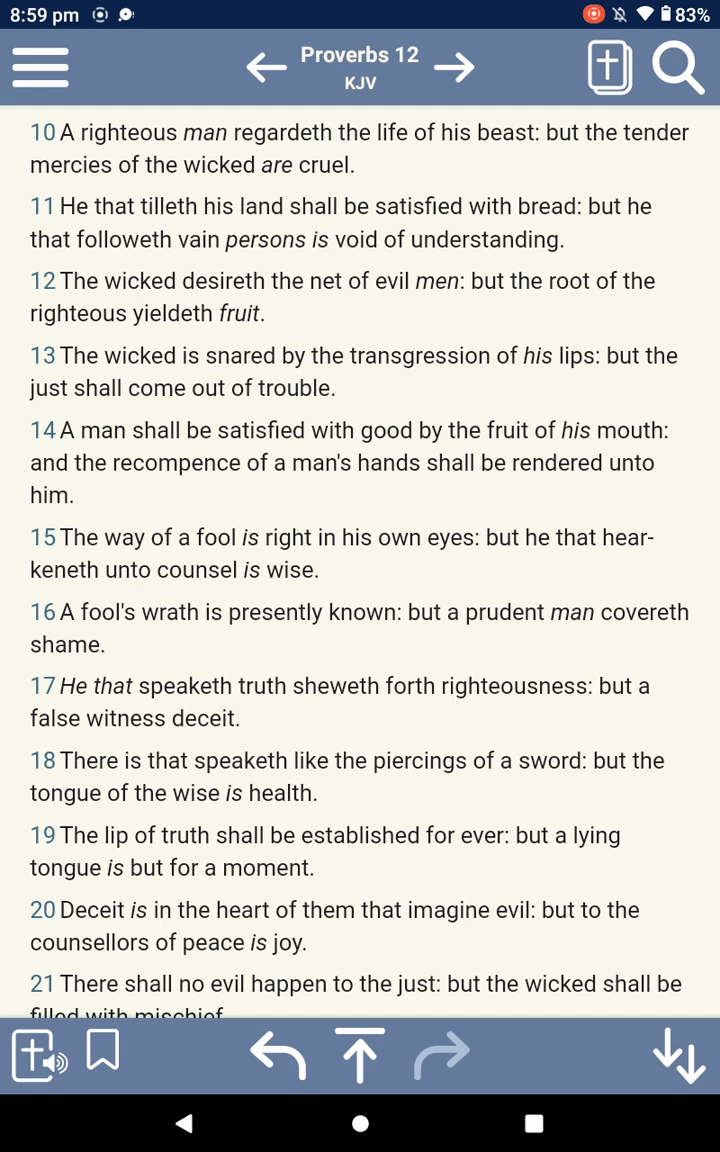 8:59 pm 83%
Proverbs 12
KJV
10 A righteous man regardeth the life of his beast: but the tender
mercies of the wicked are cruel.
11 He that tilleth his land shall be satisfied with bread: but he
that followeth vain persons is void of understanding.
12 The wicked desireth the net of evil men: but the root of the
righteous yieldeth fruit.
13 The wicked is snared by the transgression of his lips: but the
just shall come out of trouble.
14 A man shall be satisfied with good by the fruit of his mouth:
and the recompence of a man's hands shall be rendered unto
him.
15 The way of a fool is right in his own eyes: but he that hear-
keneth unto counsel is wise.
16 A fool's wrath is presently known: but a prudent man covereth
shame.
17 He that speaketh truth sheweth forth righteousness: but a
false witness deceit.
18 There is that speaketh like the piercings of a sword: but the
tongue of the wise is health.
19 The lip of truth shall be established for ever: but a lying
tongue is but for a moment.
20 Deceit is in the heart of them that imagine evil: but to the
counsellors of peace is joy.
21 There shall no evil happen to the just: but the wicked shall be
filled with mischief